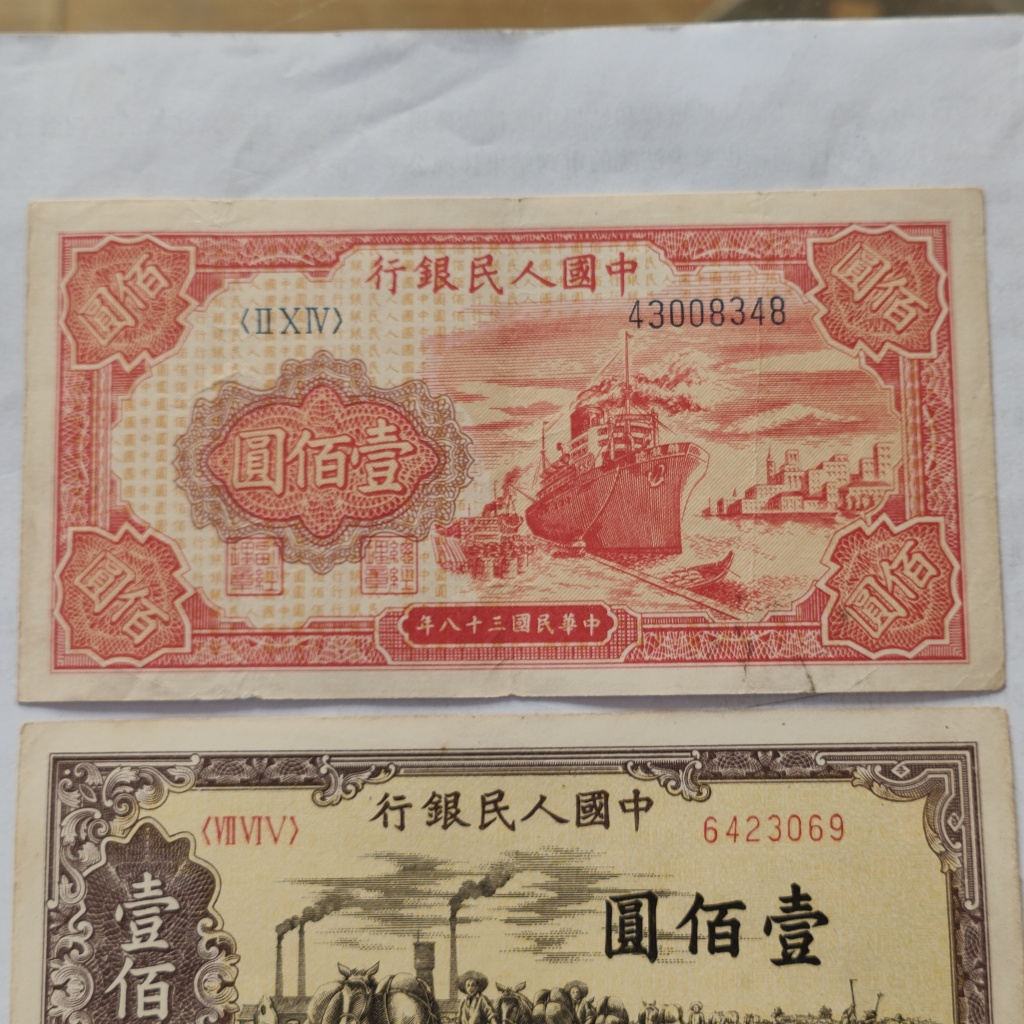 中國人民銀行
〈II X IV〉
43008348
圓佰
圓佰
壹佰圓
圓佰
圓佰
中華民國三十八年
中國人民銀行
〈VII VI V〉
6423069
壹佰圓
壹佰